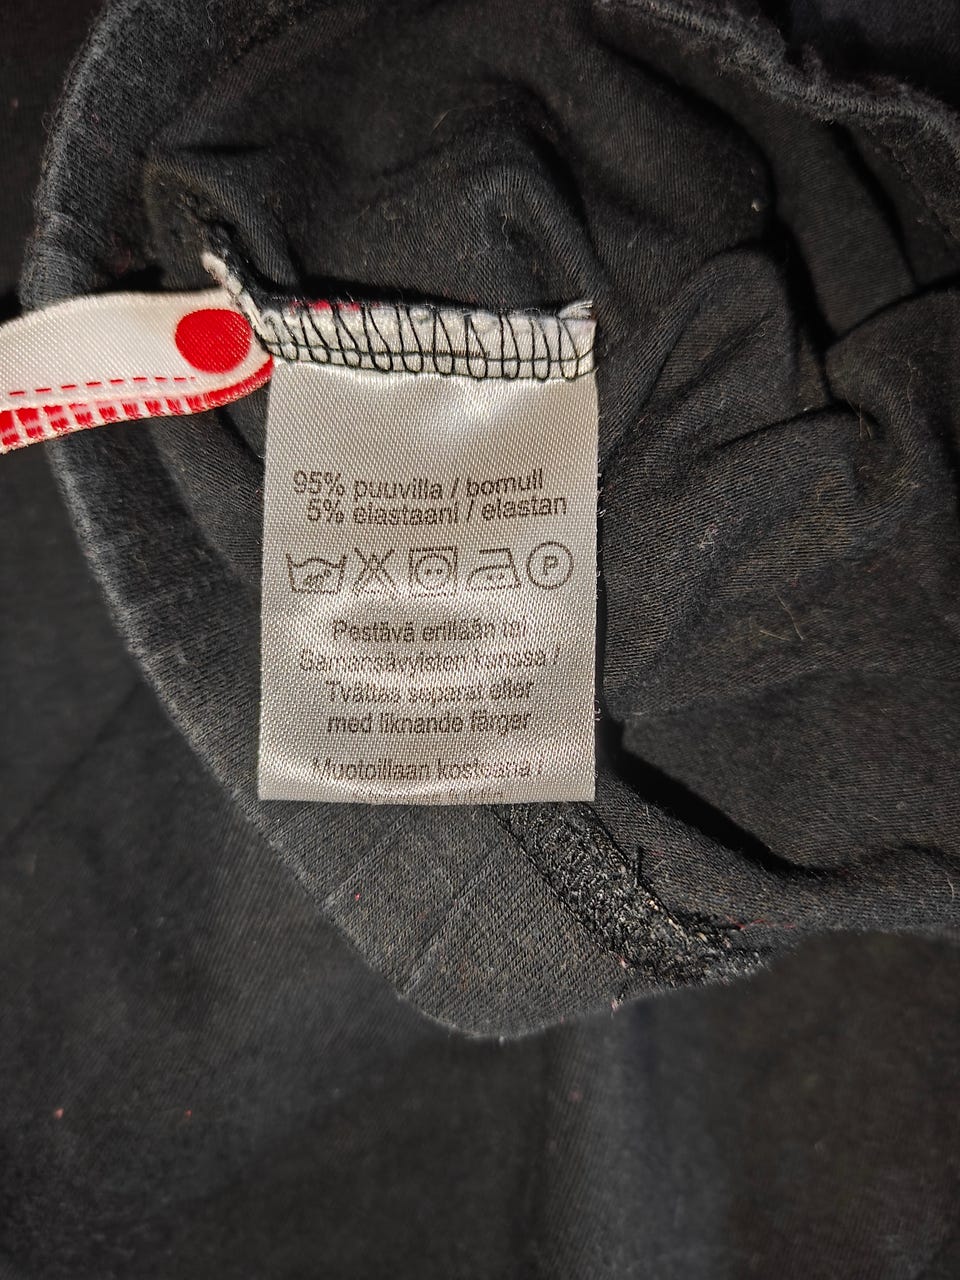 95% puuvilla / bomull
5% elastaani / elastan
P
Pestävä erillään tai
Samansävyisten kanssa /
Tvättas separat eller
med liknande färger
Muotoillaan kosteana /